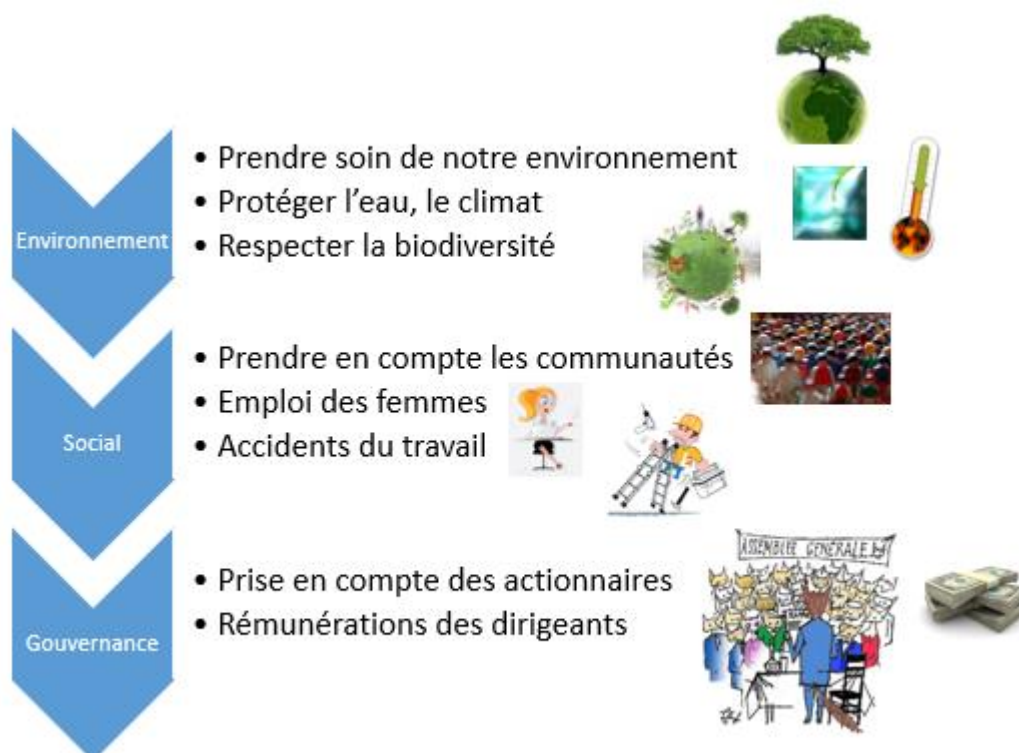 Environnement
• Prendre soin de notre environnement
• Protéger l'eau, le climat
• Respecter la biodiversité
Social
• Prendre en compte les communautés
• Emploi des femmes
• Accidents du travail
Gouvernance
• Prise en compte des actionnaires
• Rémunérations des dirigeants
ASSEMBLEE GENERALE